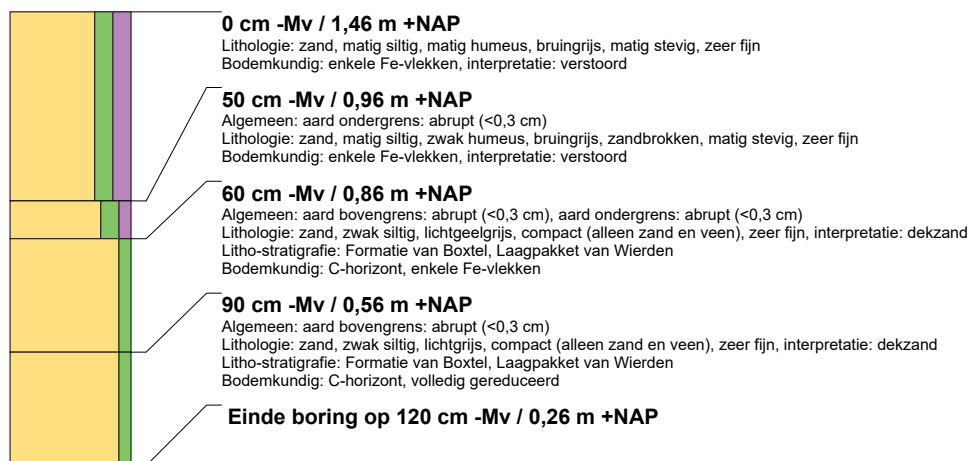 0 cm -Mv / 1,46 m +NAP
Lithologie: zand, matig siltig, matig humeus, bruingrijs, matig stevig, zeer fijn
Bodemkundig: enkele Fe-vlekken, interpretatie: verstoord
50 cm -Mv / 0,96 m +NAP
Algemeen: aard ondergrens: abrupt (<0,3 cm)
Lithologie: zand, matig siltig, zwak humeus, bruingrijs, zandbrokken, matig stevig, zeer fijn
Bodemkundig: enkele Fe-vlekken, interpretatie: verstoord
60 cm -Mv / 0,86 m +NAP
Algemeen: aard bovengrens: abrupt (<0,3 cm), aard ondergrens: abrupt (<0,3 cm)
Lithologie: zand, zwak siltig, lichtgeelgrijs, compact (alleen zand en veen), zeer fijn, interpretatie: dekzand
Litho-stratigrafie: Formatie van Boxtel, Laagpakket van Wierden
Bodemkundig: C-horizont, enkele Fe-vlekken
90 cm -Mv / 0,56 m +NAP
Algemeen: aard bovengrens: abrupt (<0,3 cm)
Lithologie: zand, zwak siltig, lichtgrijs, compact (alleen zand en veen), zeer fijn, interpretatie: dekzand
Litho-stratigrafie: Formatie van Boxtel, Laagpakket van Wierden
Bodemkundig: C-horizont, volledig gereduceerd
Einde boring op 120 cm -Mv / 0,26 m +NAP